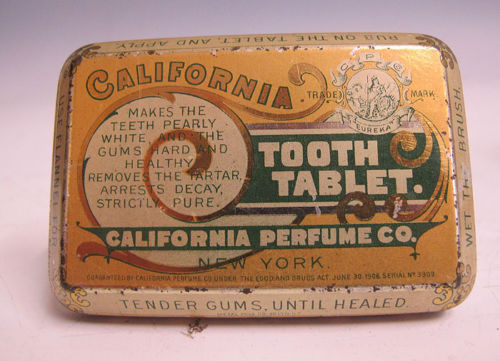 RUB ON THE TABLET, AND APPLY
CALIFORNIA
TRADE MARK
C P C
EUREKA
MAKES THE
TEETH PEARLY
WHITE AND THE
GUMS HARD AND
HEALTHY
REMOVES THE TARTAR,
ARRESTS DECAY,
STRICTLY PURE.
TOOTH
TABLET.
CALIFORNIA PERFUME CO.
NEW YORK.
GUARANTEED BY CALIFORNIA PERFUME CO. UNDER THE FOOD AND DRUGS ACT, JUNE 30, 1906. SERIAL No 3909.
TENDER GUMS, UNTIL HEALED.
WET THE BRUSH,
USE FLANNEL FOR